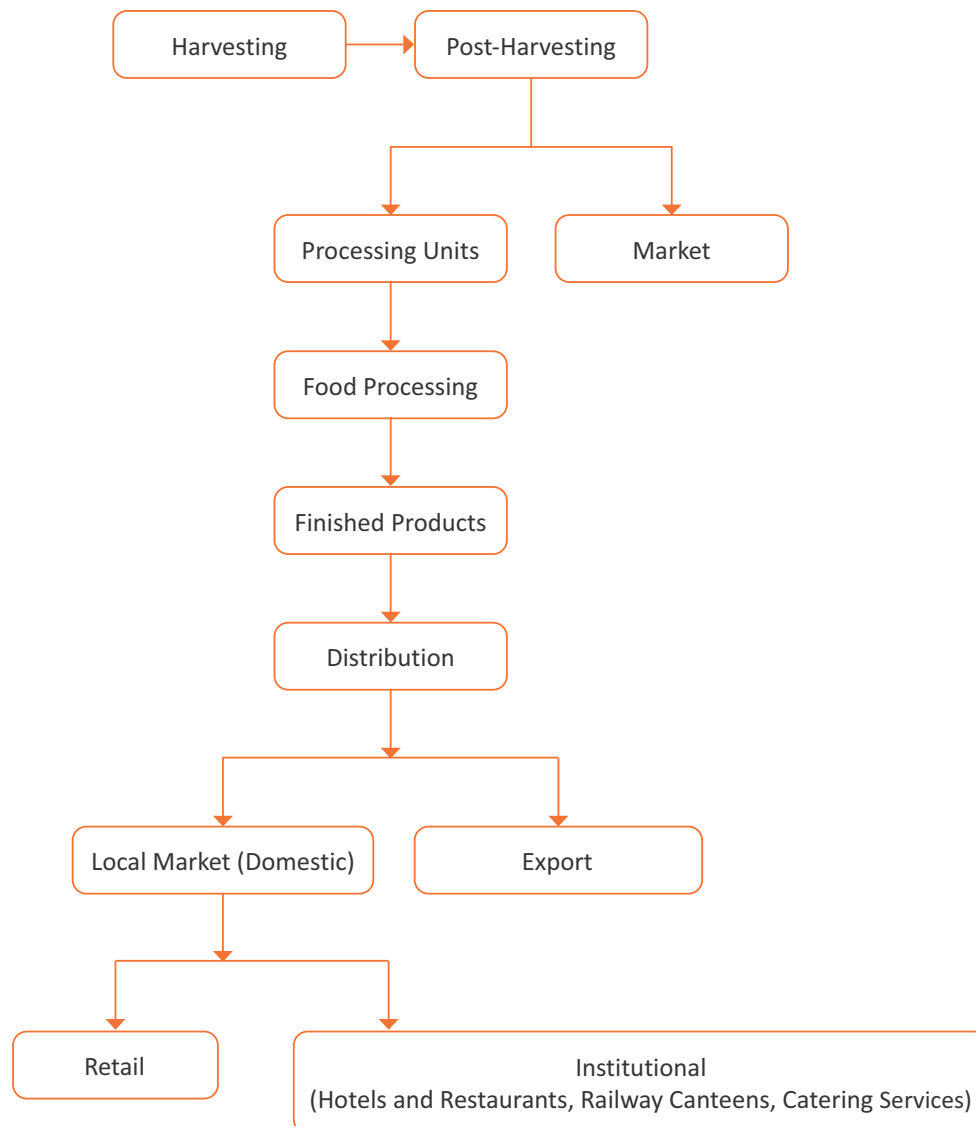 Harvesting
Post-Harvesting
Processing Units
Market
Food Processing
Finished Products
Distribution
Local Market (Domestic)
Export
Retail
Institutional
(Hotels and Restaurants, Railway Canteens, Catering Services)